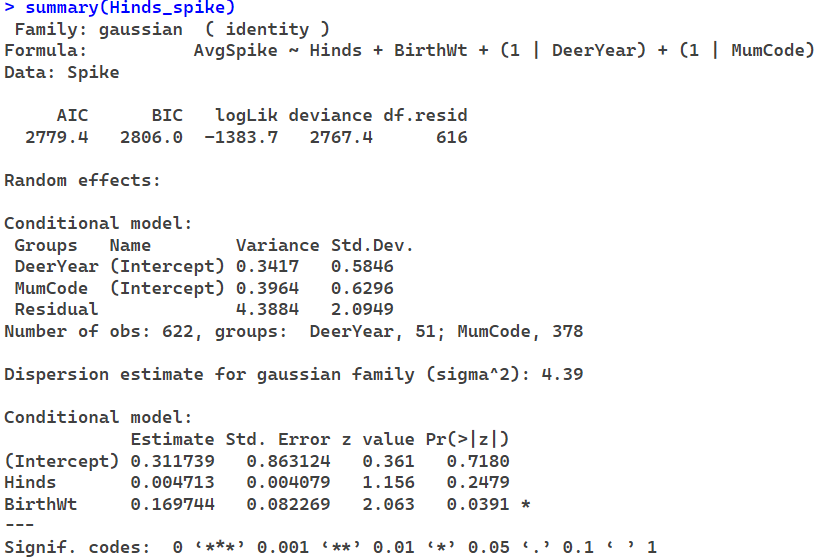 > summary(Hinds_spike)
 Family: gaussian  ( identity )
Formula:          AvgSpike ~ Hinds + BirthWt + (1 | DeerYear) + (1 | MumCode)
Data: Spike

     AIC      BIC   logLik deviance df.resid
  2779.4   2806.0  -1383.7   2767.4      616

Random effects:

Conditional model:
 Groups   Name        Variance Std.Dev.
 DeerYear (Intercept) 0.3417   0.5846
 MumCode  (Intercept) 0.3964   0.6296
 Residual             4.3884   2.0949
Number of obs: 622, groups:  DeerYear, 51; MumCode, 378

Dispersion estimate for gaussian family (sigma^2): 4.39

Conditional model:
            Estimate Std. Error z value Pr(>|z|)
(Intercept) 0.311739   0.863124   0.361   0.7180
Hinds       0.004713   0.004079   1.156   0.2479
BirthWt     0.169744   0.082269   2.063   0.0391 *
---
Signif. codes:  0 ‘***’ 0.001 ‘**’ 0.01 ‘*’ 0.05 ‘.’ 0.1 ‘ ’ 1